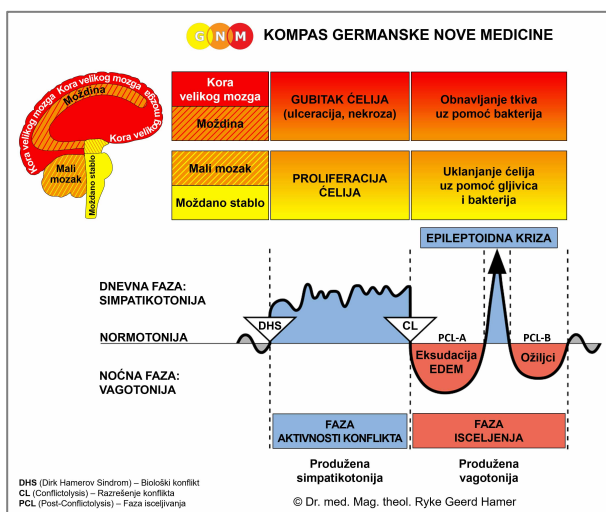 G N M KOMPAS GERMANSKE NOVE MEDICINE
Kora velikog mozga Kora velikog mozga
Kora velikog mozga
Moždina
Kora velikog
Mali
mozak
Moždano stablo
Kora
velikog mozga
Moždina
GUBITAK ĆELIJA
(ulceracija, nekroza)
Obnavljanje tkiva
uz pomoć bakterija
Mali mozak
Moždano stablo
PROLIFERACIJA
ĆELIJA
Uklanjanje ćelija
uz pomoć gljivica
i bakterija
EPILEPTOIDNA KRIZA
DNEVNA FAZA:
SIMPATIKOTONIJA
DHS
CL
NORMOTONIJA
PCL-A
PCL-B
Eksudacija
EDEM
Ožiljci
NOĆNA FAZA:
VAGOTONIJA
FAZA
AKTIVNOSTI KONFLIKTA
FAZA
ISCELJENJA
Produžena
simpatikotonija
Produžena
vagotonija
DHS (Dirk Hamerov Sindrom) – Biološki konflikt
CL (Conflictolysis) – Razrešenje konflikta
PCL (Post-Conflictolysis) – Faza isceljivanja
© Dr. med. Mag. theol. Ryke Geerd Hamer